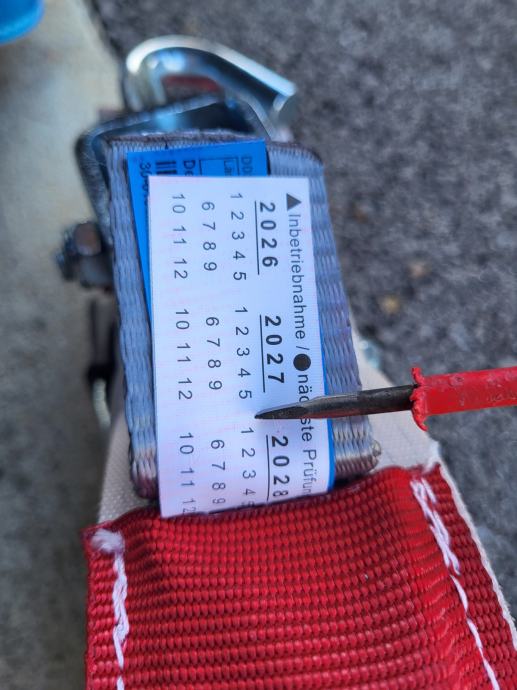 ▲Inbetriebnahme / ● nächste Prüfun
2026 2027 2028
1 2 3 4 5 1 2 3 4 5 1 2 3 4 5
6 7 8 9 6 7 8 9 6 7 8 9
10 11 12 10 11 12 10 11 12